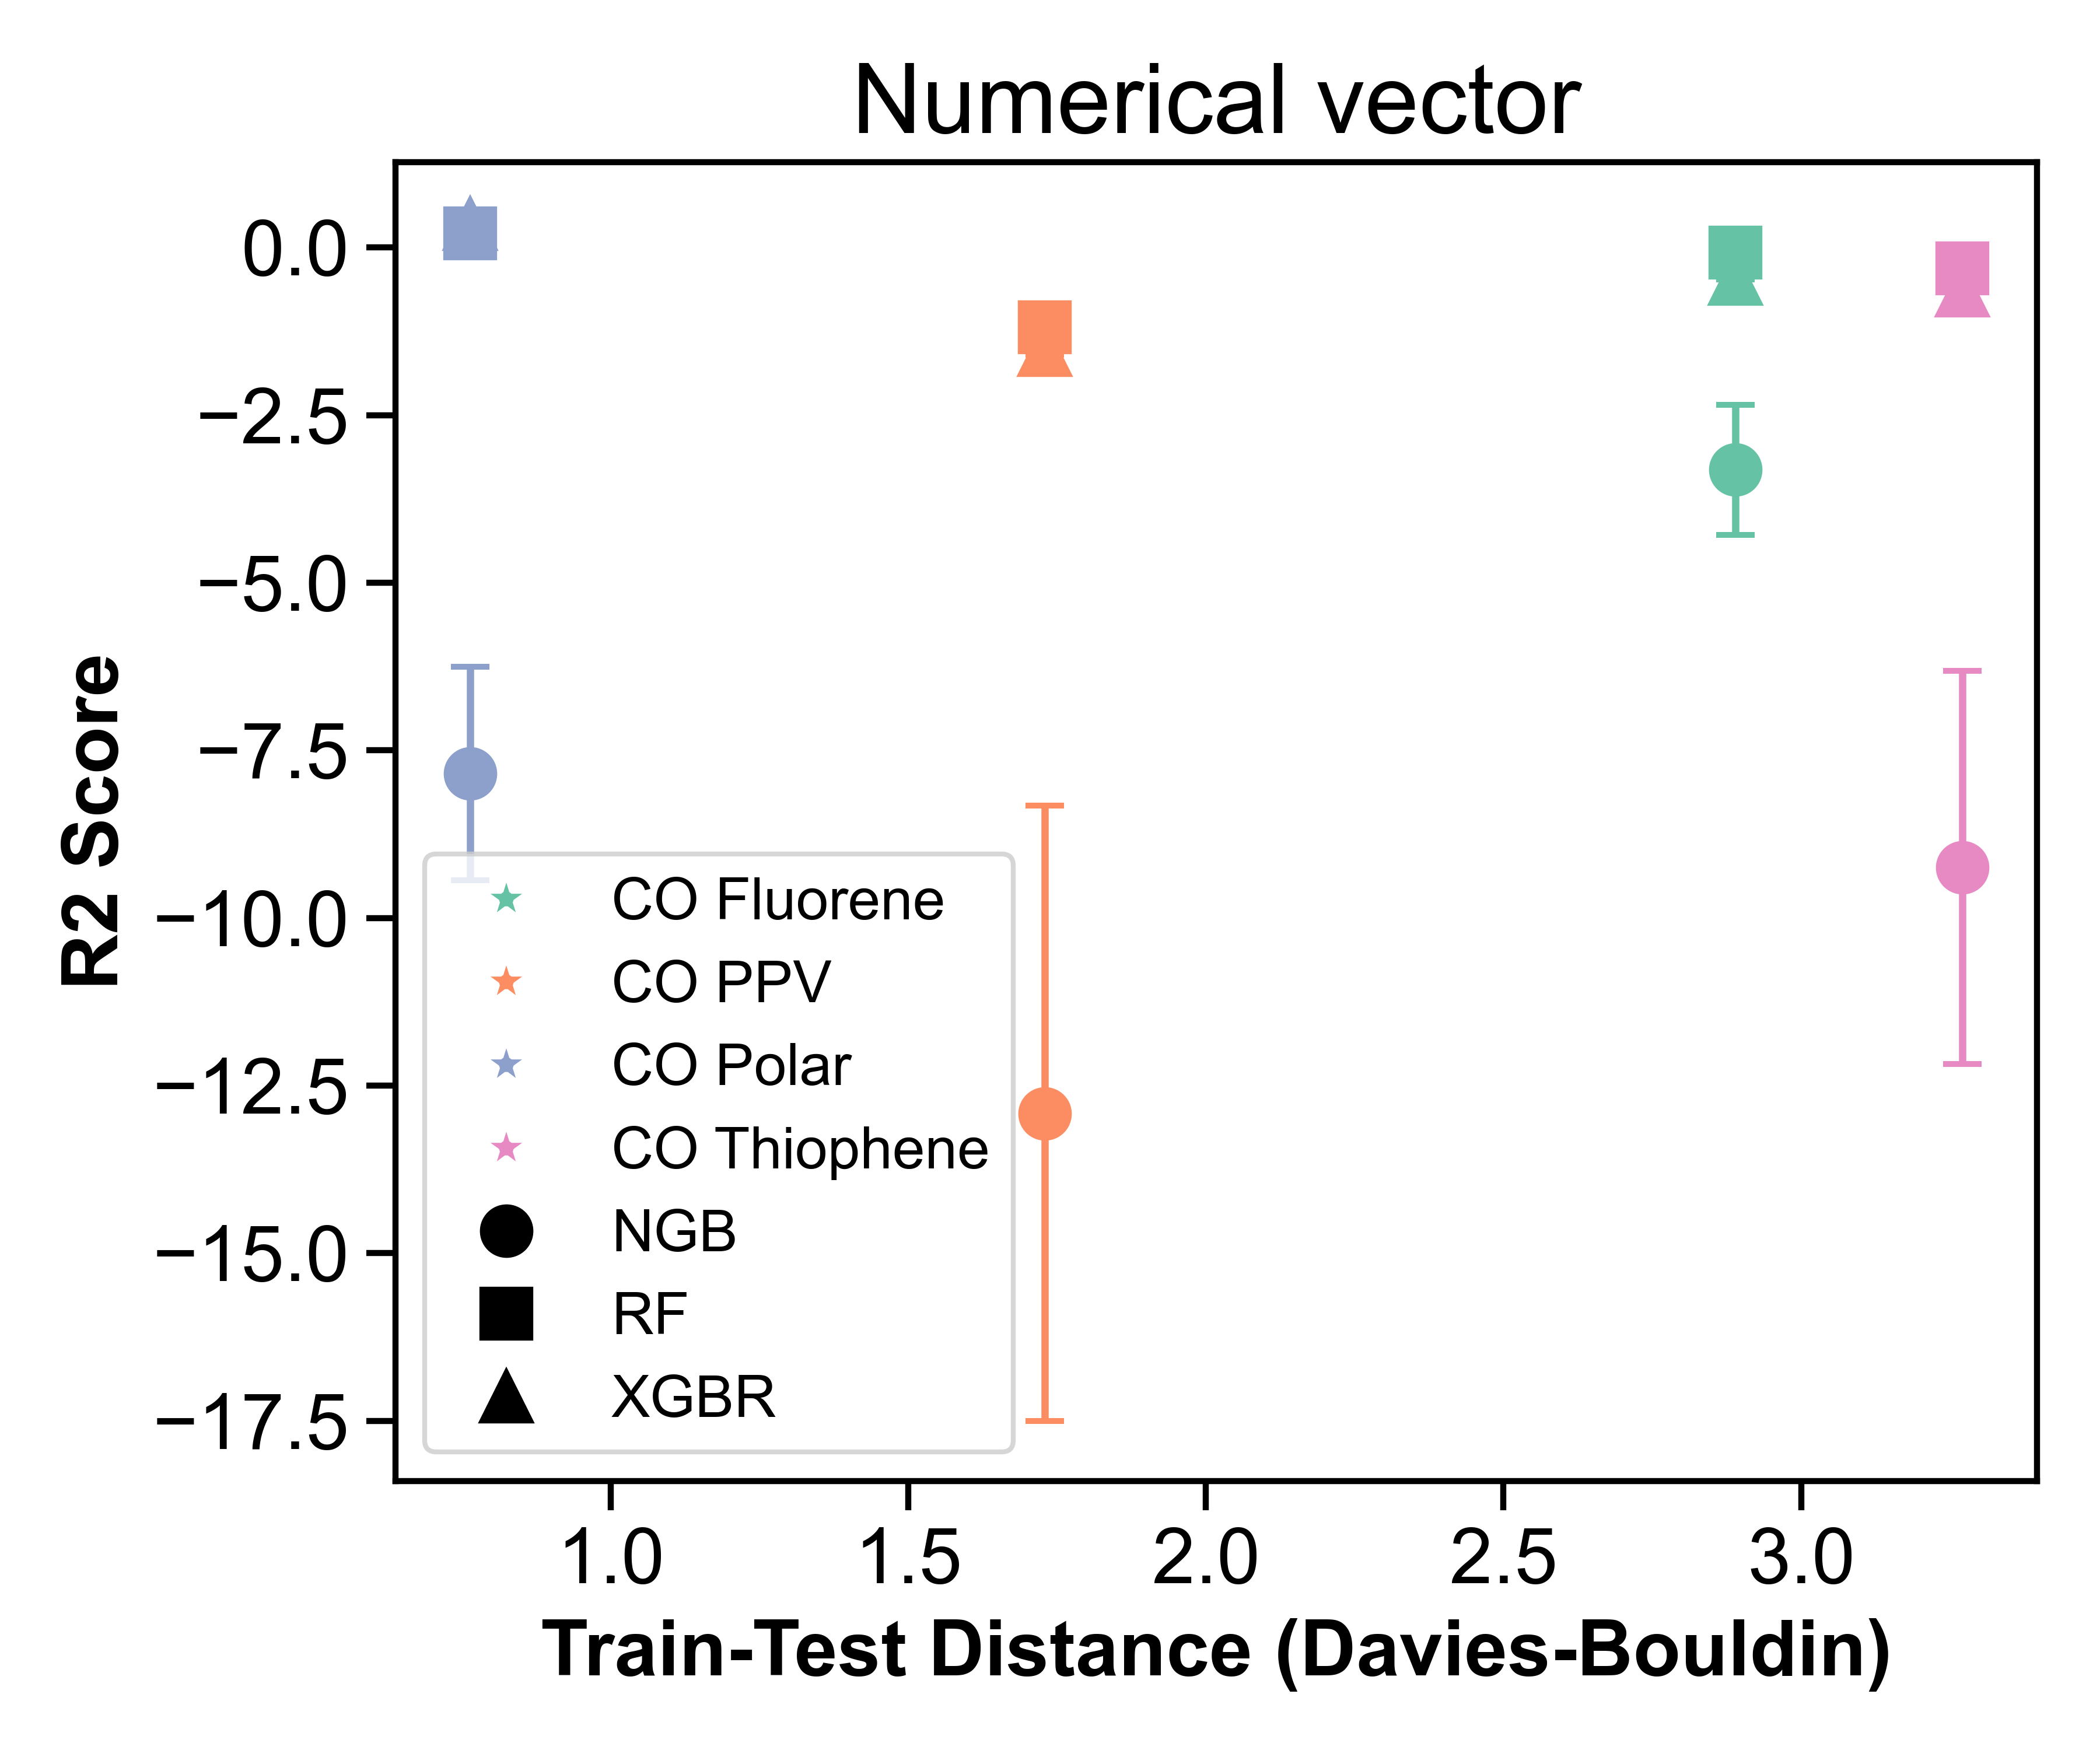 Numerical vector
0.0
−2.5
−5.0
−7.5
−10.0
−12.5
−15.0
−17.5
R2 Score
CO Fluorene
CO PPV
CO Polar
CO Thiophene
NGB
RF
XGBR
1.0 1.5 2.0 2.5 3.0
Train-Test Distance (Davies-Bouldin)